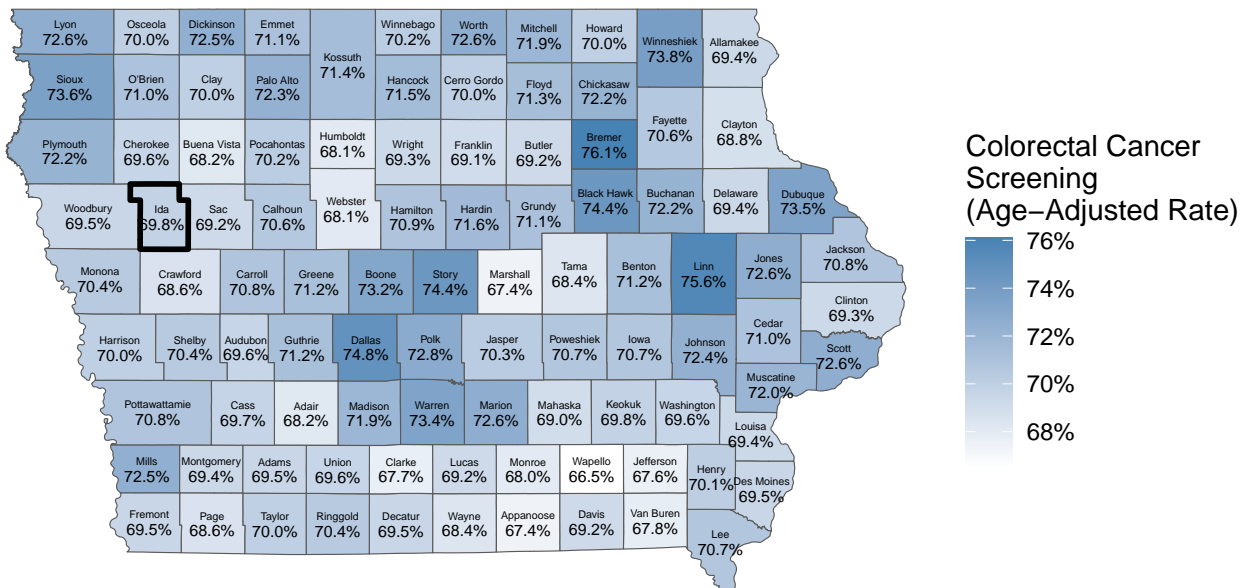 Lyon
72.6%
Osceola
70.0%
Dickinson
72.5%
Emmet
71.1%
Kossuth
71.4%
Winnebago
70.2%
Worth
72.6%
Mitchell
71.9%
Howard
70.0%
Winneshiek
73.8%
Allamakee
69.4%
Sioux
73.6%
O'Brien
71.0%
Clay
70.0%
Palo Alto
72.3%
Hancock
71.5%
Cerro Gordo
70.0%
Floyd
71.3%
Chickasaw
72.2%
Fayette
70.6%
Clayton
68.8%
Plymouth
72.2%
Cherokee
69.6%
Buena Vista
68.2%
Pocahontas
70.2%
Humboldt
68.1%
Wright
69.3%
Franklin
69.1%
Butler
69.2%
Bremer
76.1%
Woodbury
69.5%
Ida
69.8%
Sac
69.2%
Calhoun
70.6%
Webster
68.1%
Hamilton
70.9%
Hardin
71.6%
Grundy
71.1%
Black Hawk
74.4%
Buchanan
72.2%
Delaware
69.4%
Dubuque
73.5%
Monona
70.4%
Crawford
68.6%
Carroll
70.8%
Greene
71.2%
Boone
73.2%
Story
74.4%
Marshall
67.4%
Tama
68.4%
Benton
71.2%
Linn
75.6%
Jones
72.6%
Jackson
70.8%
Clinton
69.3%
Harrison
70.0%
Shelby
70.4%
Audubon
69.6%
Guthrie
71.2%
Dallas
74.8%
Polk
72.8%
Jasper
70.3%
Poweshiek
70.7%
Iowa
70.7%
Johnson
72.4%
Cedar
71.0%
Scott
72.6%
Muscatine
72.0%
Pottawattamie
70.8%
Cass
69.7%
Adair
68.2%
Madison
71.9%
Warren
73.4%
Marion
72.6%
Mahaska
69.0%
Keokuk
69.8%
Washington
69.6%
Louisa
69.4%
Mills
72.5%
Montgomery
69.4%
Adams
69.5%
Union
69.6%
Clarke
67.7%
Lucas
69.2%
Monroe
68.0%
Wapello
66.5%
Jefferson
67.6%
Henry
70.1%
Des Moines
69.5%
Fremont
69.5%
Page
68.6%
Taylor
70.0%
Ringgold
70.4%
Decatur
69.5%
Wayne
68.4%
Appanoose
67.4%
Davis
69.2%
Van Buren
67.8%
Lee
70.7%
Colorectal Cancer
Screening
(Age−Adjusted Rate)
76%
74%
72%
70%
68%